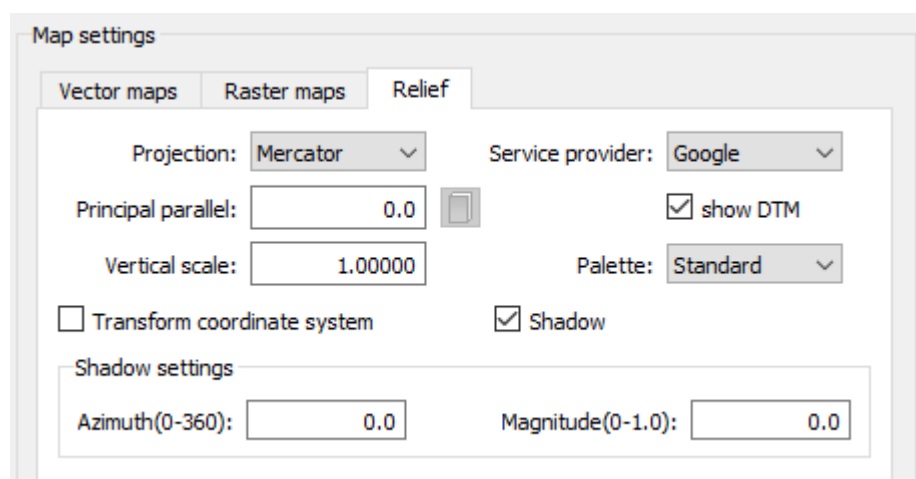 Map settings
Vector maps Raster maps Relief
Projection: Mercator Service provider: Google
Principal parallel: 0.0 show DTM
Vertical scale: 1.00000 Palette: Standard
Transform coordinate system Shadow
Shadow settings
Azimuth(0-360): 0.0 Magnitude(0-1.0): 0.0